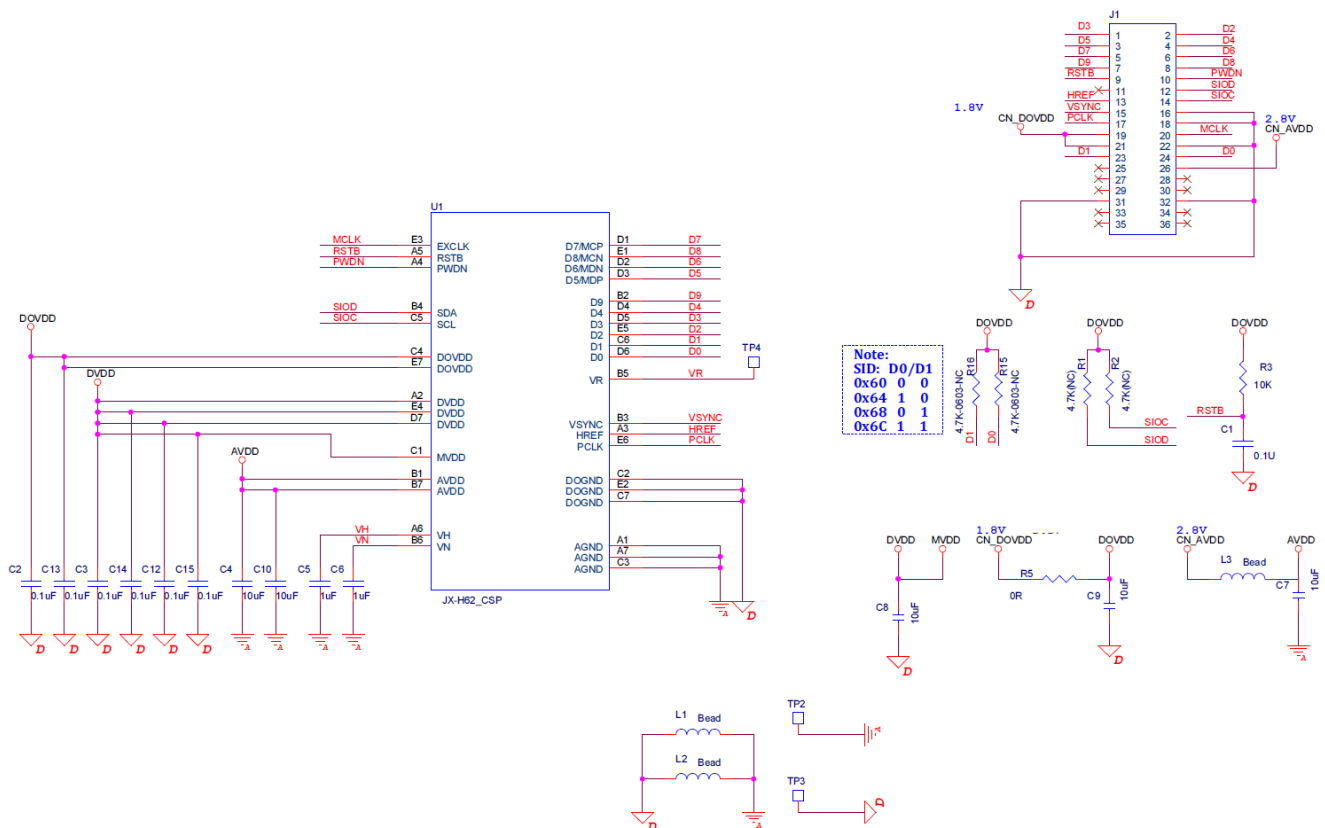 J1
D3 1 2 D2
D5 3 4 D4
D7 5 6 D6
D9 7 8 D8
RSTB 9 10 PWDN
11 12 SIOD
HREF 13 14 SIOC
VSYNC 15 16
PCLK 17 18
19 20 MCLK
21 22
D1 23 24 D0
25 26
27 28
29 30
31 32
33 34
35 36
1.8V
CN_DOVDD
2.8V
CN_AVDD
D
U1
MCLK E3 EXCLK
RSTB A5 RSTB
PWDN A4 PWDN
SIOD B4 SDA
SIOC C5 SCL
DOVDD
C4 DOVDD
E7 DOVDD
DVDD
A2 DVDD
E4 DVDD
D7 DVDD
C1 MVDD
AVDD
B1 AVDD
B7 AVDD
VH A6 VH
VN B6 VN
D7/MCP D1 D7
D8/MCN E1 D8
D6/MDN D2 D6
D5/MDP D3 D5
D9 B2 D9
D4 D4 D4
D3 D5 D3
D2 E5 D2
D1 C6 D1
D0 D6 D0
VR B5 VR
TP4
VSYNC B3 VSYNC
HREF A3 HREF
PCLK E6 PCLK
DOGND C2
DOGND E2
DOGND C7
AGND A1
AGND A7
AGND C3
JX-H62_CSP
A D
C2 C13 C3 C14 C12 C15 C4 C10 C5 C6
0.1uF 0.1uF 0.1uF 0.1uF 0.1uF 0.1uF 10uF 10uF 1uF 1uF
D D D D D D A A A A
Note:
SID: D0/D1
0x60 0 0
0x64 1 0
0x68 0 1
0x6C 1 1
DOVDD
R16 R15
4.7K-0603-NC 4.7K-0603-NC
D1 D0
DOVDD
R1 R2
4.7K(NC) 4.7K(NC)
SIOC
SIOD
DOVDD
R3
10K
RSTB
C1
0.1U
D
DVDD MVDD
C8 10uF
D
1.8V
CN_DOVDD
R5
0R
DOVDD
C9 10uF
D
2.8V
CN_AVDD
L3 Bead
AVDD
C7 10uF
A
L1 Bead
L2 Bead
D A
TP2
A
TP3
D